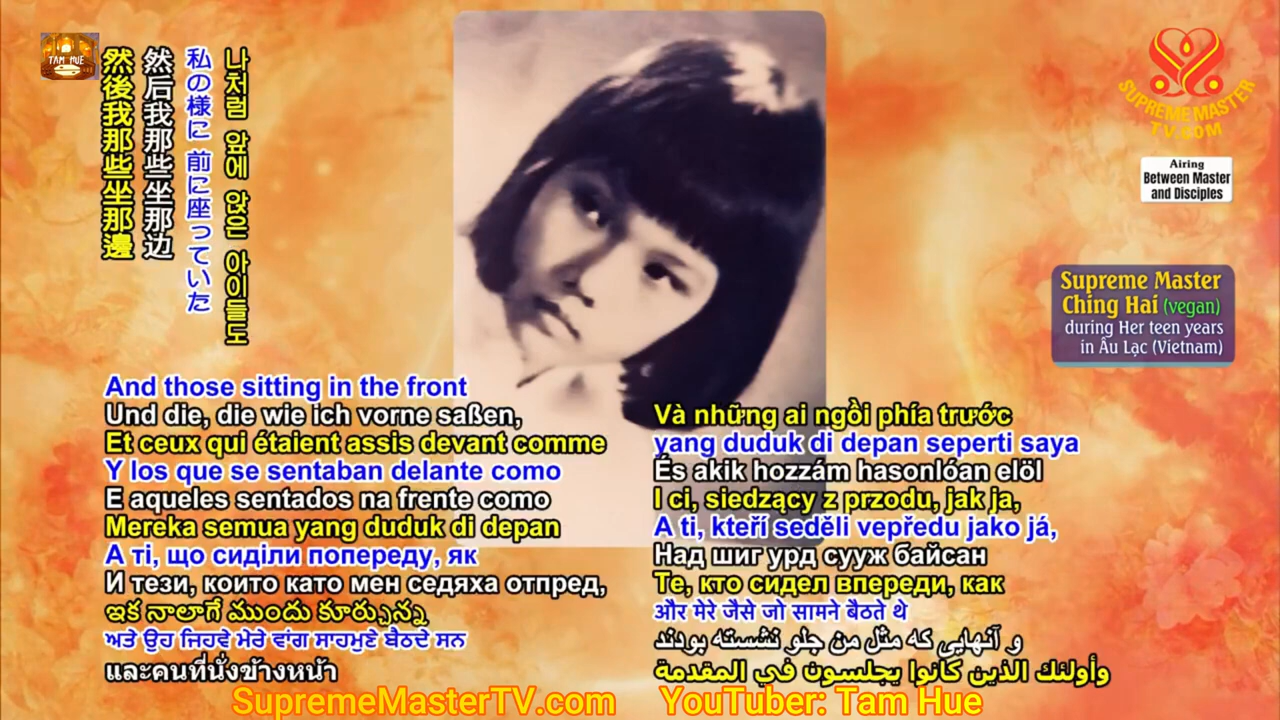 TAM HUE
然後我那些坐那邊
然后我那些坐那边
私の様に 前に座っていた
나처럼 앞에 앉은 아이들도
SUPREME MASTER
TV.COM
Airing
Between Master
and Disciples
Supreme Master
Ching Hai (vegan)
during Her teen years
in Âu Lạc (Vietnam)
And those sitting in the front
Und die, die wie ich vorne saßen,
Et ceux qui étaient assis devant comme
Y los que se sentaban delante como
E aqueles sentados na frente como
Mereka semua yang duduk di depan
А ті, що сиділи попереду, як
И тези, които като мен седяха отпред,
ఇక నాలాగే ముందు కూర్చున్న
ਅਤੇ ਉਹ ਜਿਹਵੇ ਮੇਰੇ ਵਾਂਗ ਸਾਹਮੁਣੇ ਬੈਠਦੇ ਸਨ
และคนที่นั่งข้างหน้า
Và những ai ngồi phía trước
yang duduk di depan seperti saya
És akik hozzám hasonlóan elöl
I ci, siedzący z przodu, jak ja,
A ti, kteří seděli vepředu jako já,
Над шиг урд сууж байсан
Те, кто сидел впереди, как
और मेरे जैसे जो सामने बैठते थे
و آنهایی که مثل من جلو نشسته بودند
وأولئك الذين كانوا يجلسون في المقدمة
SupremeMasterTV.com
YouTuber: Tam Hue